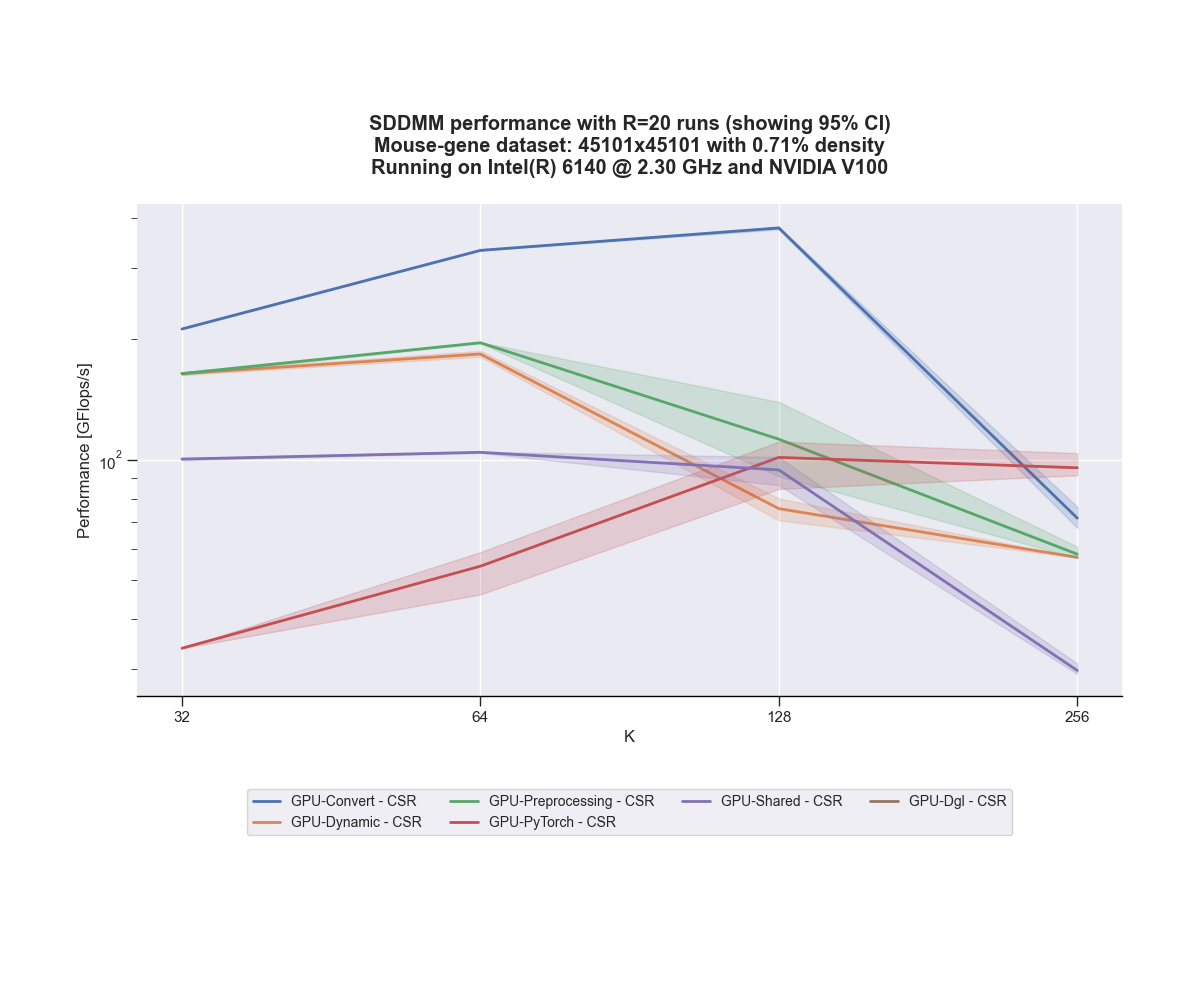 SDDMM performance with R=20 runs (showing 95% CI)
Mouse-gene dataset: 45101x45101 with 0.71% density
Running on Intel(R) 6140 @ 2.30 GHz and NVIDIA V100
Performance [GFlops/s]
10²
32 64 128 256
K
GPU-Convert - CSR GPU-Preprocessing - CSR GPU-Shared - CSR GPU-Dgl - CSR
GPU-Dynamic - CSR GPU-PyTorch - CSR